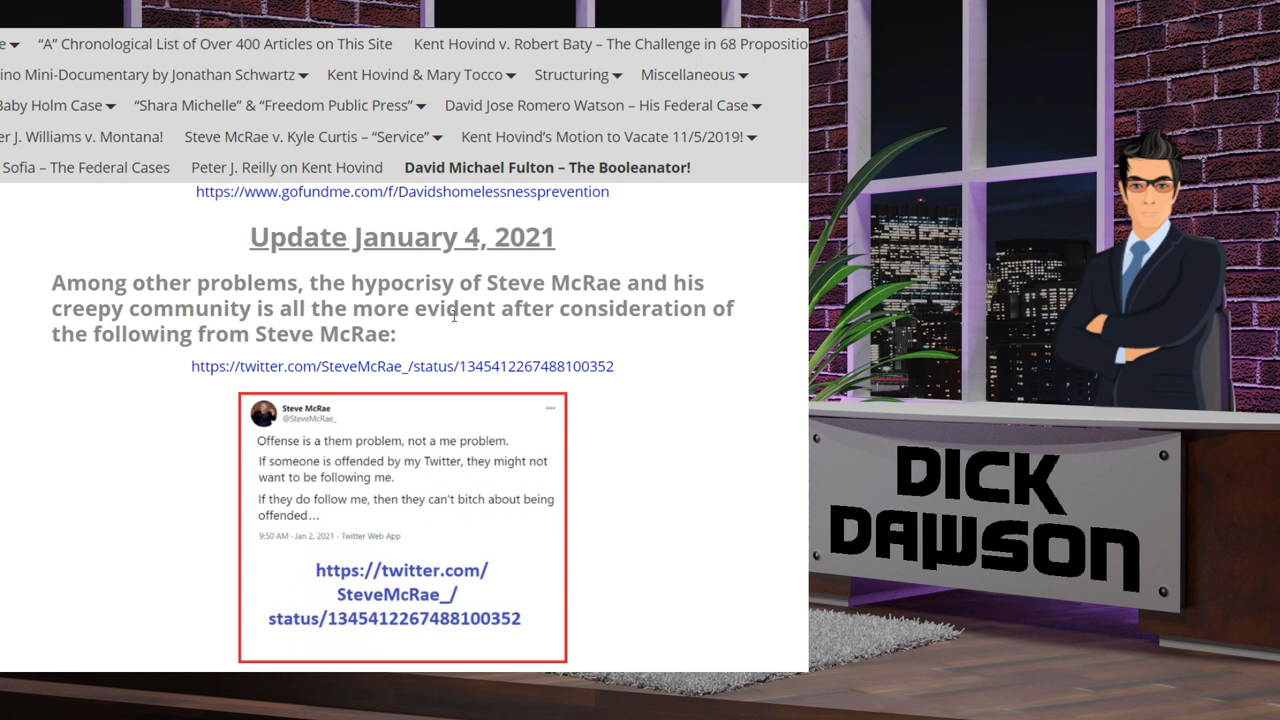 e
"A" Chronological List of Over 400 Articles on This Site
Kent Hovind v. Robert Baty – The Challenge in 68 Propositio
ino Mini-Documentary by Jonathan Schwartz
Kent Hovind & Mary Tocco
Structuring
Miscellaneous
Baby Holm Case
"Shara Michelle" & "Freedom Public Press"
David Jose Romero Watson – His Federal Case
er J. Williams v. Montana!
Steve McRae v. Kyle Curtis – "Service"
Kent Hovind's Motion to Vacate 11/5/2019!
Sofia – The Federal Cases
Peter J. Reilly on Kent Hovind
David Michael Fulton – The Booleanator!
https://www.gofundme.com/f/Davidshomelessnessprevention
Update January 4, 2021
Among other problems, the hypocrisy of Steve McRae and his
creepy community is all the more evident after consideration of
the following from Steve McRae:
https://twitter.com/SteveMcRae_/status/1345412267488100352
Steve McRae
@SteveMcRae_
Offense is a them problem, not a me problem.
If someone is offended by my Twitter, they might not
want to be following me.
If they do follow me, then they can't bitch about being
offended...
9:50 AM · Jan 2, 2021 · Twitter Web App
https://twitter.com/
SteveMcRae_/
status/1345412267488100352
DICK
DAWSON